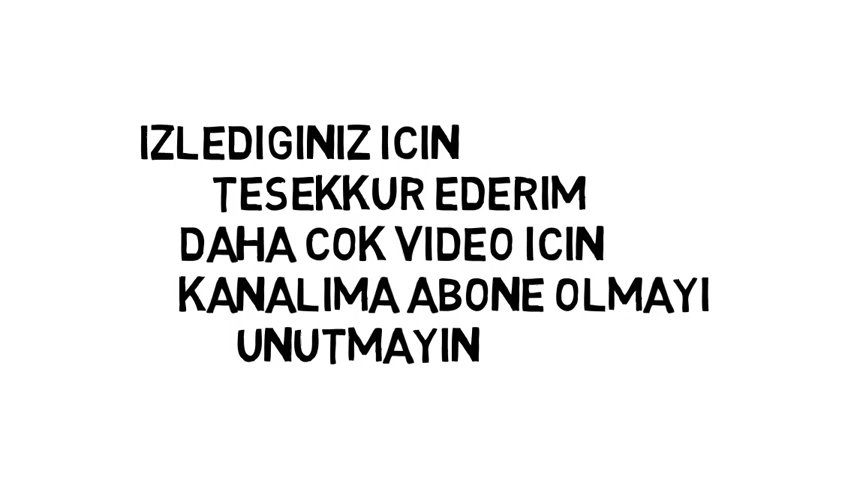 IZLEDIGINIZ ICIN
TESEKKUR EDERIM
DAHA COK VIDEO ICIN
KANALIMA ABONE OLMAYI
UNUTMAYIN